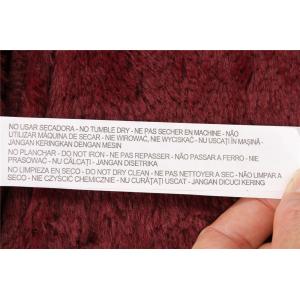 NO USAR SECADORA - NO TUMBLE DRY - NE PAS SECHER EN MACHINE - NÃO
UTILIZAR MÁQUINA DE SECAR - NIE WIROWAĆ, NIE WYCISKAĆ - NU USCAȚI ÎN MAȘINĂ -
JANGAN KERINGKAN DENGAN MESIN
NO PLANCHAR - DO NOT IRON - NE PAS REPASSER - NÃO PASSAR A FERRO - NIE
PRASOWAĆ - NU CĂLCAȚI - JANGAN DISETRIKA
NO LIMPIEZA EN SECO - DO NOT DRY CLEAN - NE PAS NETTOYER A SEC - NÃO LIMPAR A
SECO - NIE CZYŚCIĆ CHEMICZNIE - NU CURĂȚAȚI USCAT - JANGAN DICUCI KERING